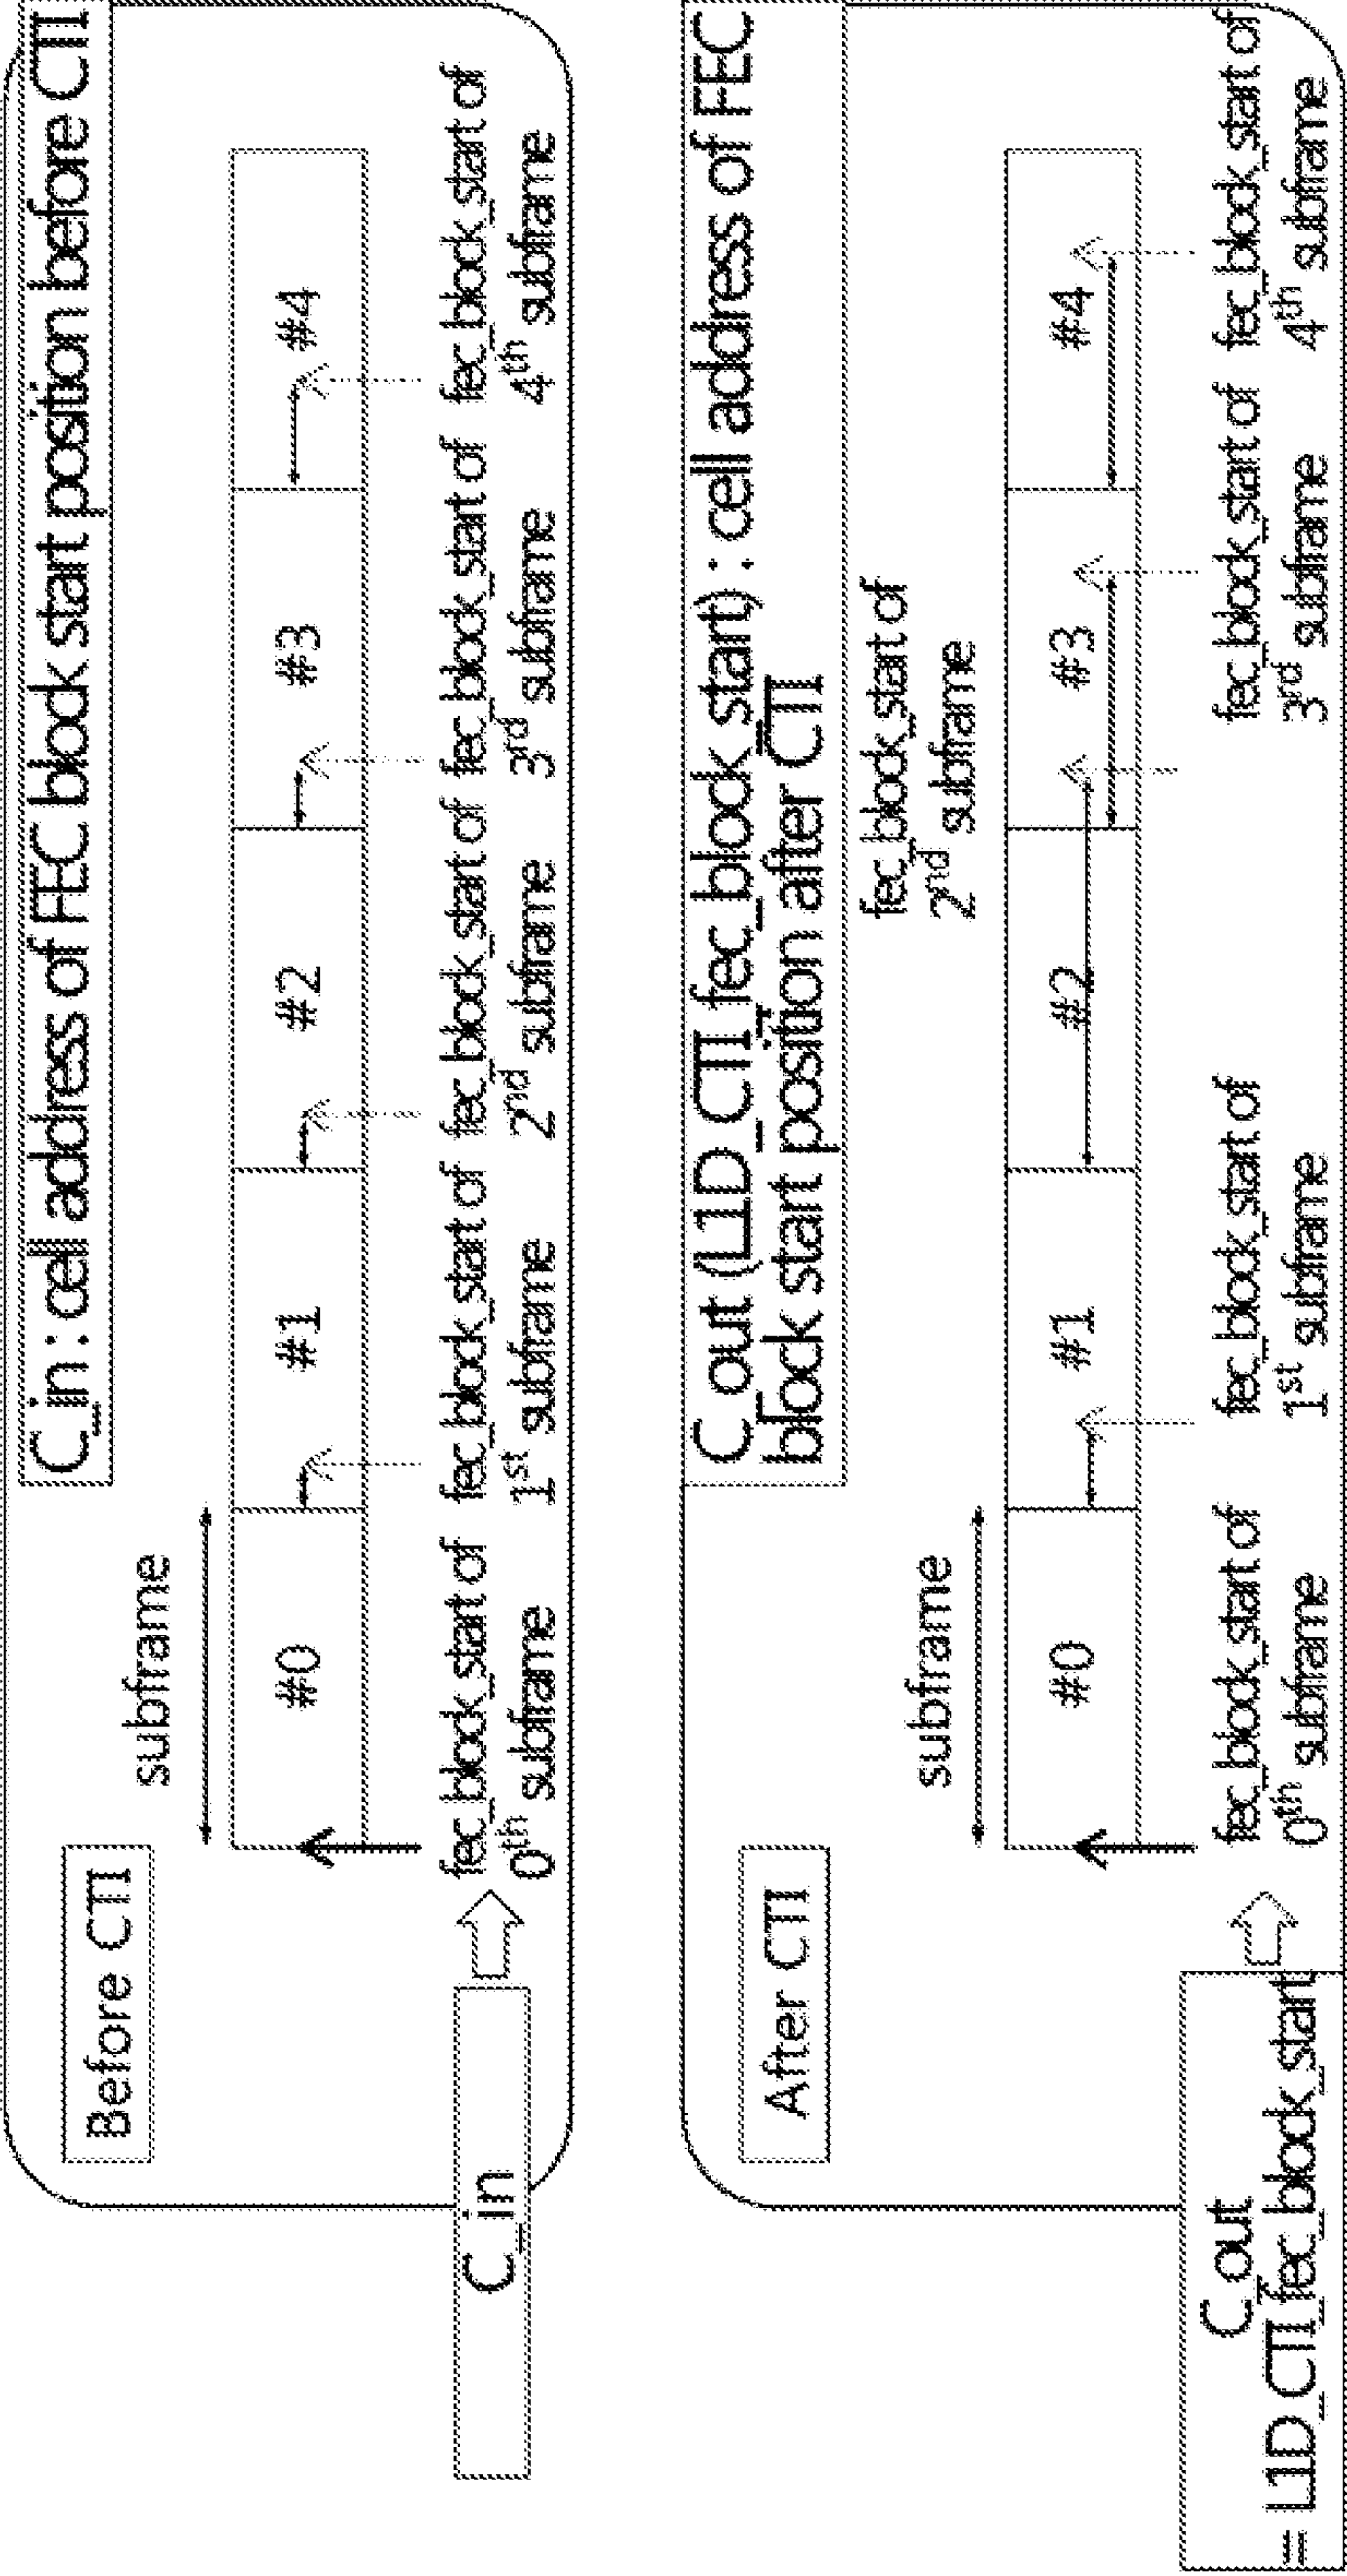 C_in : cell address of FEC block start position before CTI
Before CTI
subframe
#0
#1
#2
#3
#4
C_in
fec_block_start of
0th subframe
fec_block_start of
1st subframe
fec_block_start of
2nd subframe
fec_block_start of
3rd subframe
fec_block_start of
4th subframe
C_out (L1D_CTI_fec_block_start) : cell address of FEC
block start position after CTI
After CTI
fec_block_start of
2nd subframe
subframe
#0
#1
#2
#3
#4
C_out
= L1D_CTI_fec_block_start
fec_block_start of
0th subframe
fec_block_start of
1st subframe
fec_block_start of
3rd subframe
fec_block_start of
4th subframe